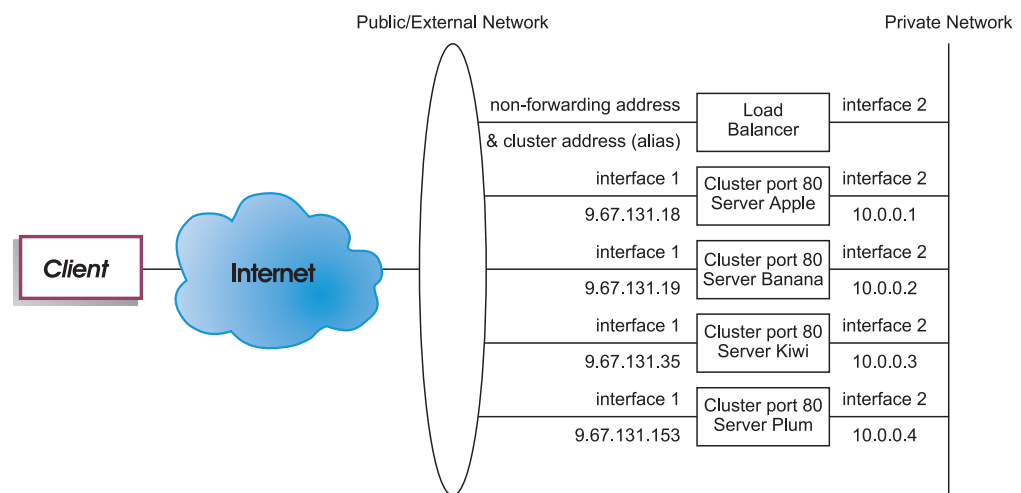 Public/External Network
Private Network
non-forwarding address
& cluster address (alias)
Load
Balancer
interface 2
interface 1
9.67.131.18
Cluster port 80
Server Apple
interface 2
10.0.0.1
interface 1
9.67.131.19
Cluster port 80
Server Banana
interface 2
10.0.0.2
interface 1
9.67.131.35
Cluster port 80
Server Kiwi
interface 2
10.0.0.3
interface 1
9.67.131.153
Cluster port 80
Server Plum
interface 2
10.0.0.4
Client
Internet